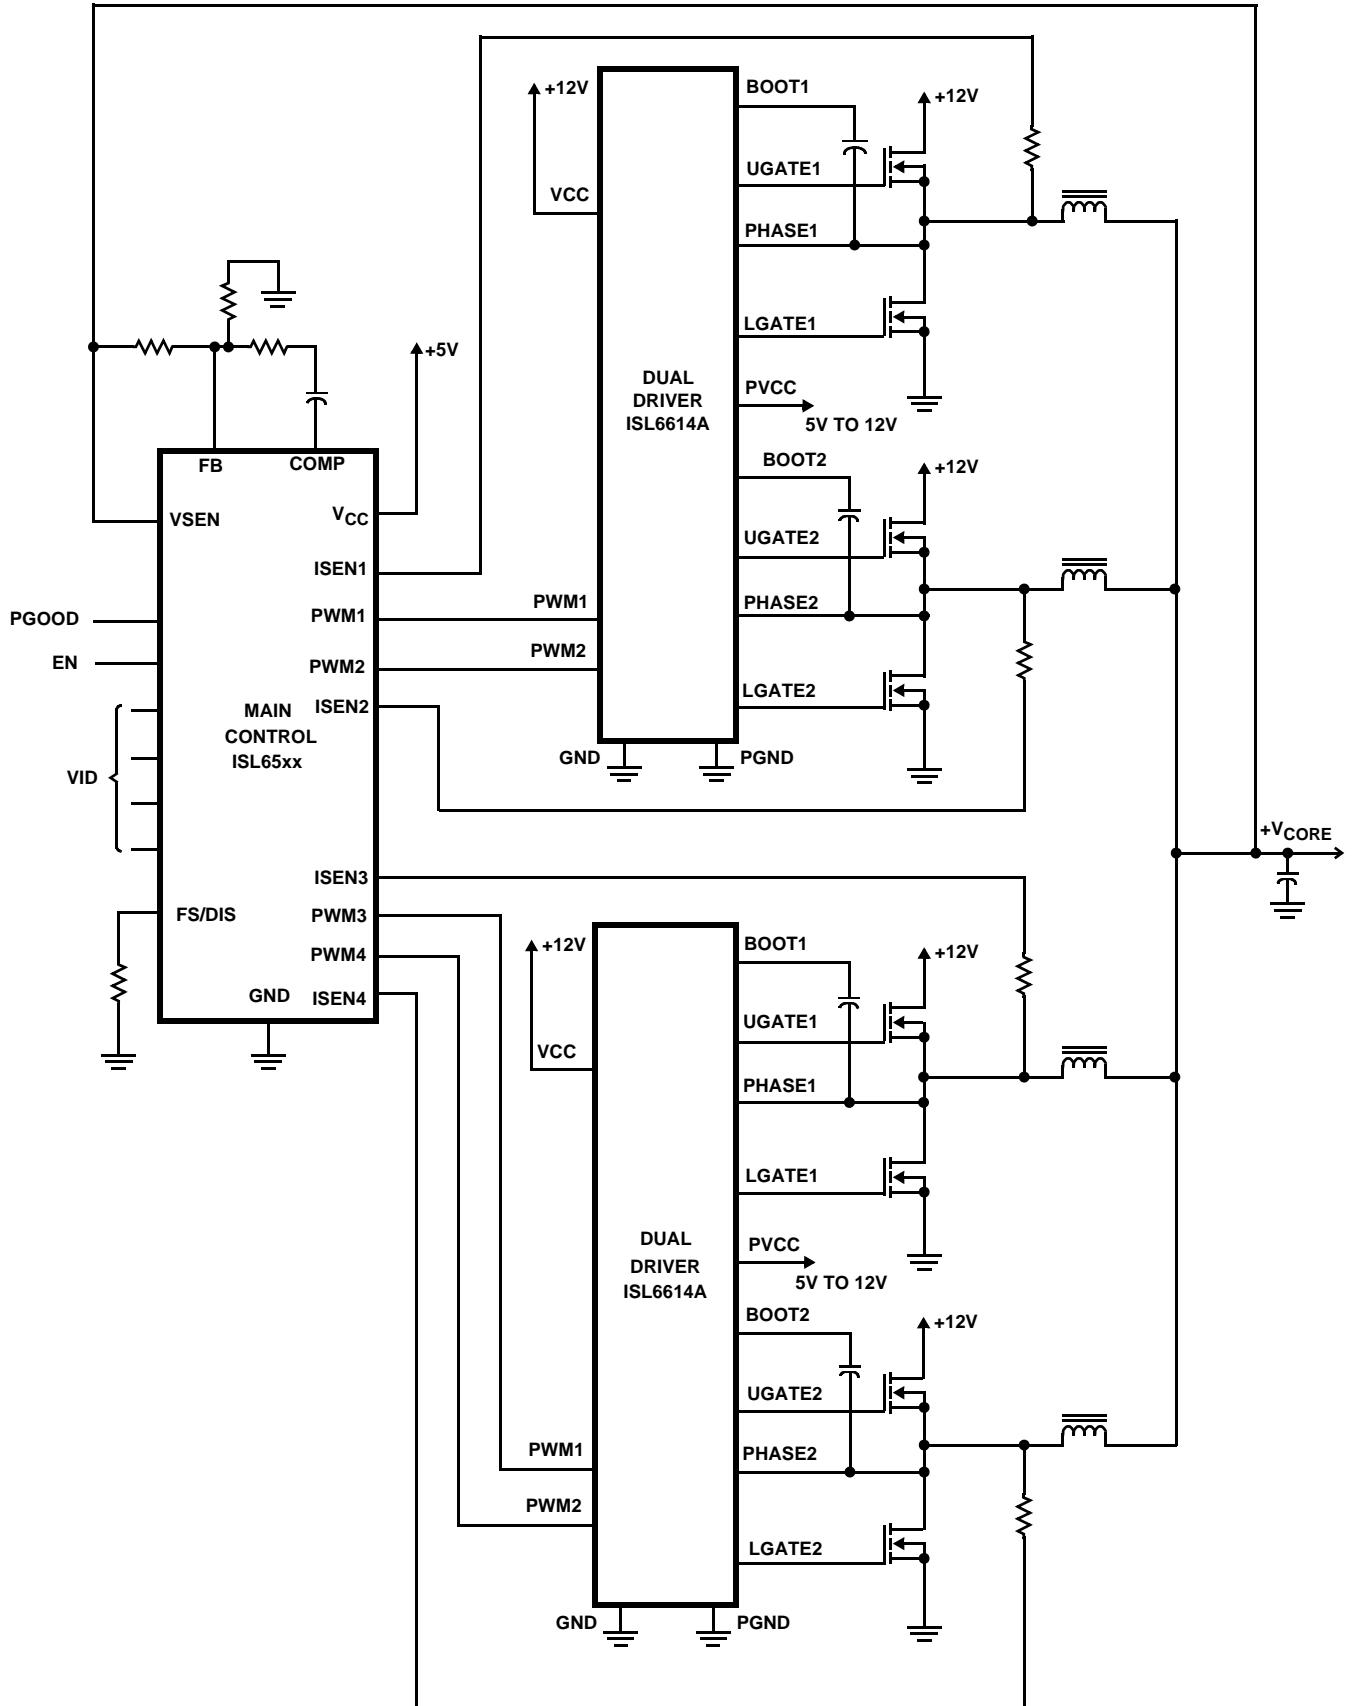 +12V
BOOT1
+12V
UGATE1
VCC
PHASE1
LGATE1
+5V
DUAL
DRIVER
ISL6614A
PVCC
5V TO 12V
FB
COMP
BOOT2
+12V
VSEN
VCC
UGATE2
ISEN1
PGOOD
PWM1
PWM1
PHASE2
EN
PWM2
PWM2
ISEN2
LGATE2
MAIN
CONTROL
ISL65xx
VID
GND
PGND
+VCORE
ISEN3
FS/DIS
PWM3
PWM4
GND
ISEN4
+12V
BOOT1
+12V
UGATE1
VCC
PHASE1
LGATE1
DUAL
DRIVER
ISL6614A
PVCC
5V TO 12V
BOOT2
+12V
UGATE2
PWM1
PHASE2
PWM2
LGATE2
GND
PGND